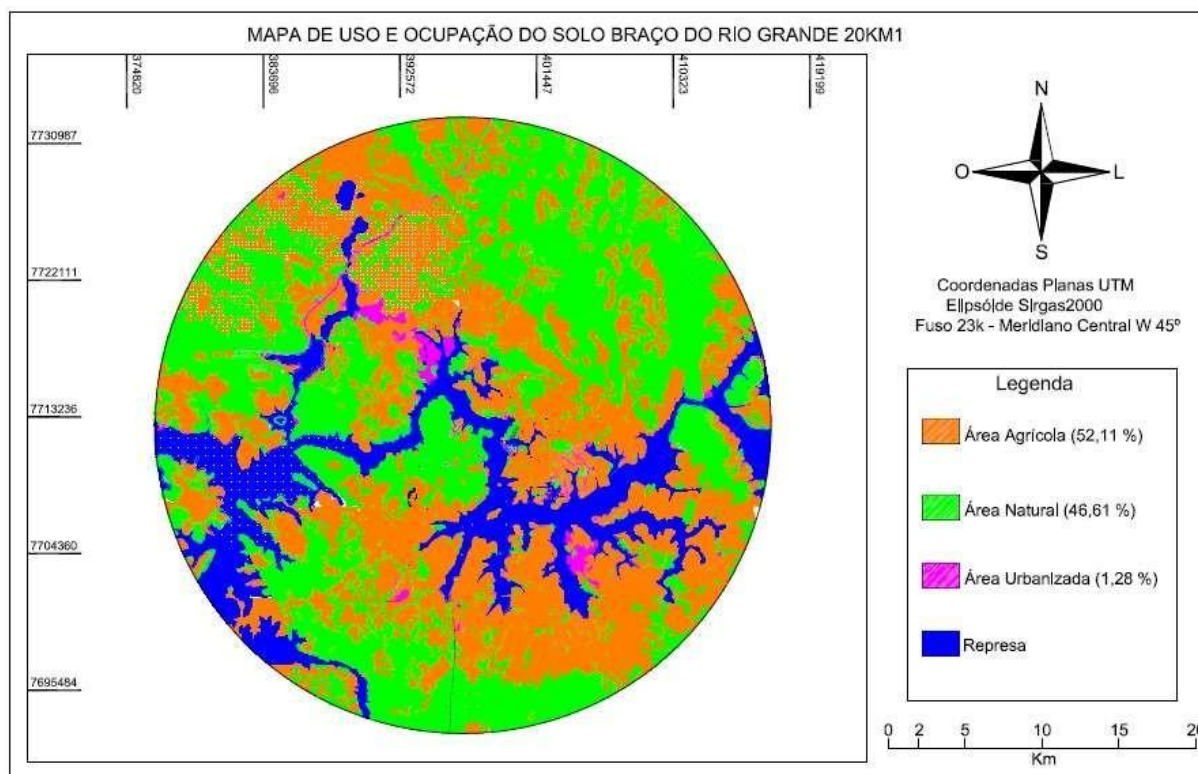 MAPA DE USO E OCUPAÇÃO DO SOLO BRAÇO DO RIO GRANDE 20KM1
374820
383696
392572
401447
410323
419199
7730987
7722111
7713236
7704360
7695484
N
O
L
S
Coordenadas Planas UTM
Elipsóide Sirgas2000
Fuso 23k - Meridiano Central W 45º
Legenda
Área Agrícola (52,11 %)
Área Natural (46,61 %)
Área Urbanizada (1,28 %)
Represa
0 2 5 10 15 20
Km